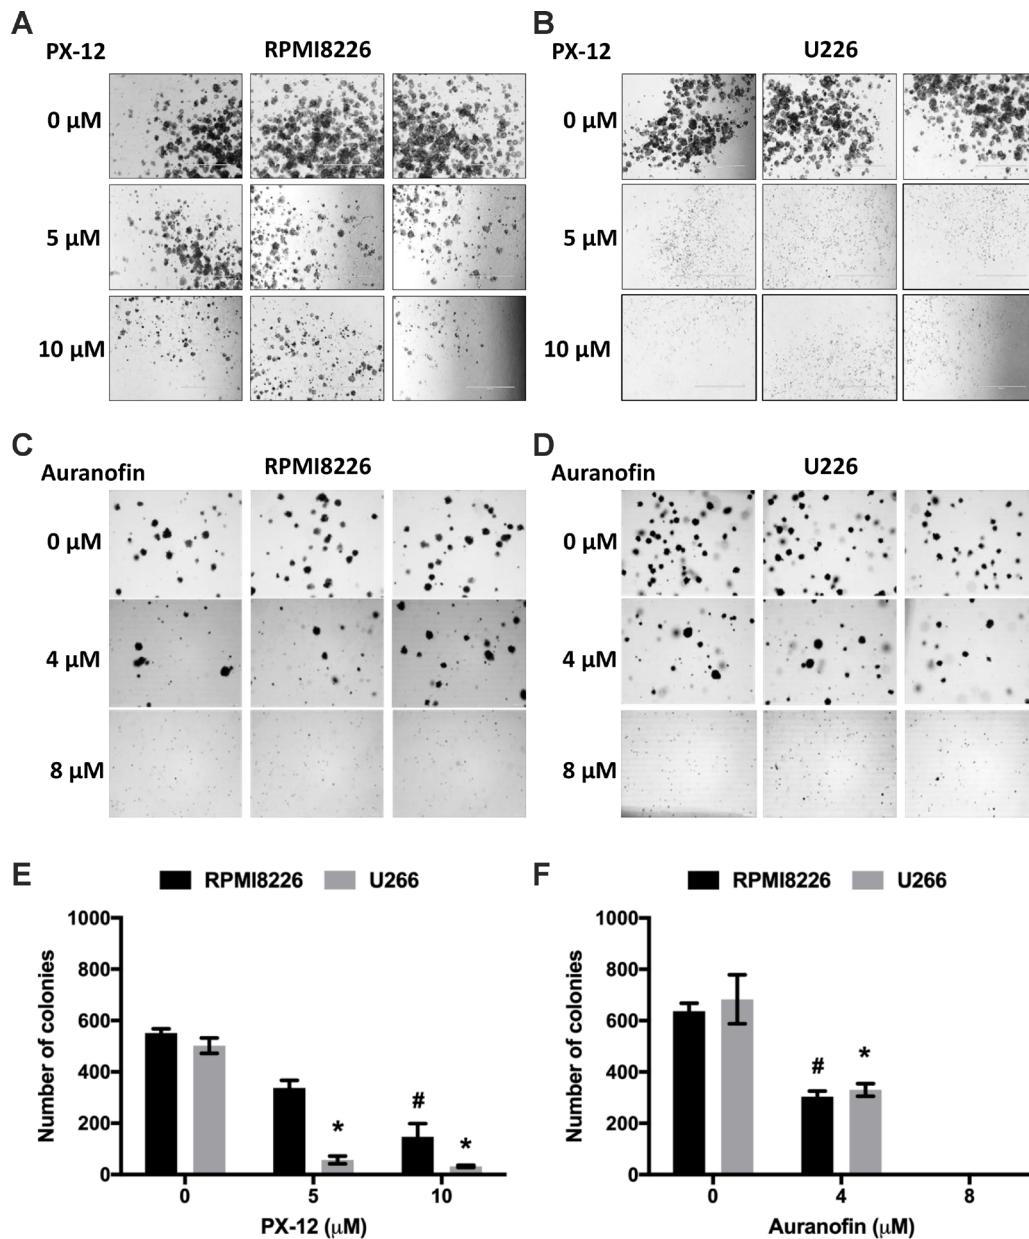 A
PX-12 RPMI8226
0 μM
5 μM
10 μM
B
PX-12 U226
0 μM
5 μM
10 μM
C
Auranofin RPMI8226
0 μM
4 μM
8 μM
D
Auranofin U226
0 μM
4 μM
8 μM
E
RPMI8226 U266
1000
800
600
400
200
0
Number of colonies
#
*
*
0 5 10
PX-12 (μM)
F
RPMI8226 U266
1000
800
600
400
200
0
Number of colonies
#
*
0 4 8
Auranofin (μM)